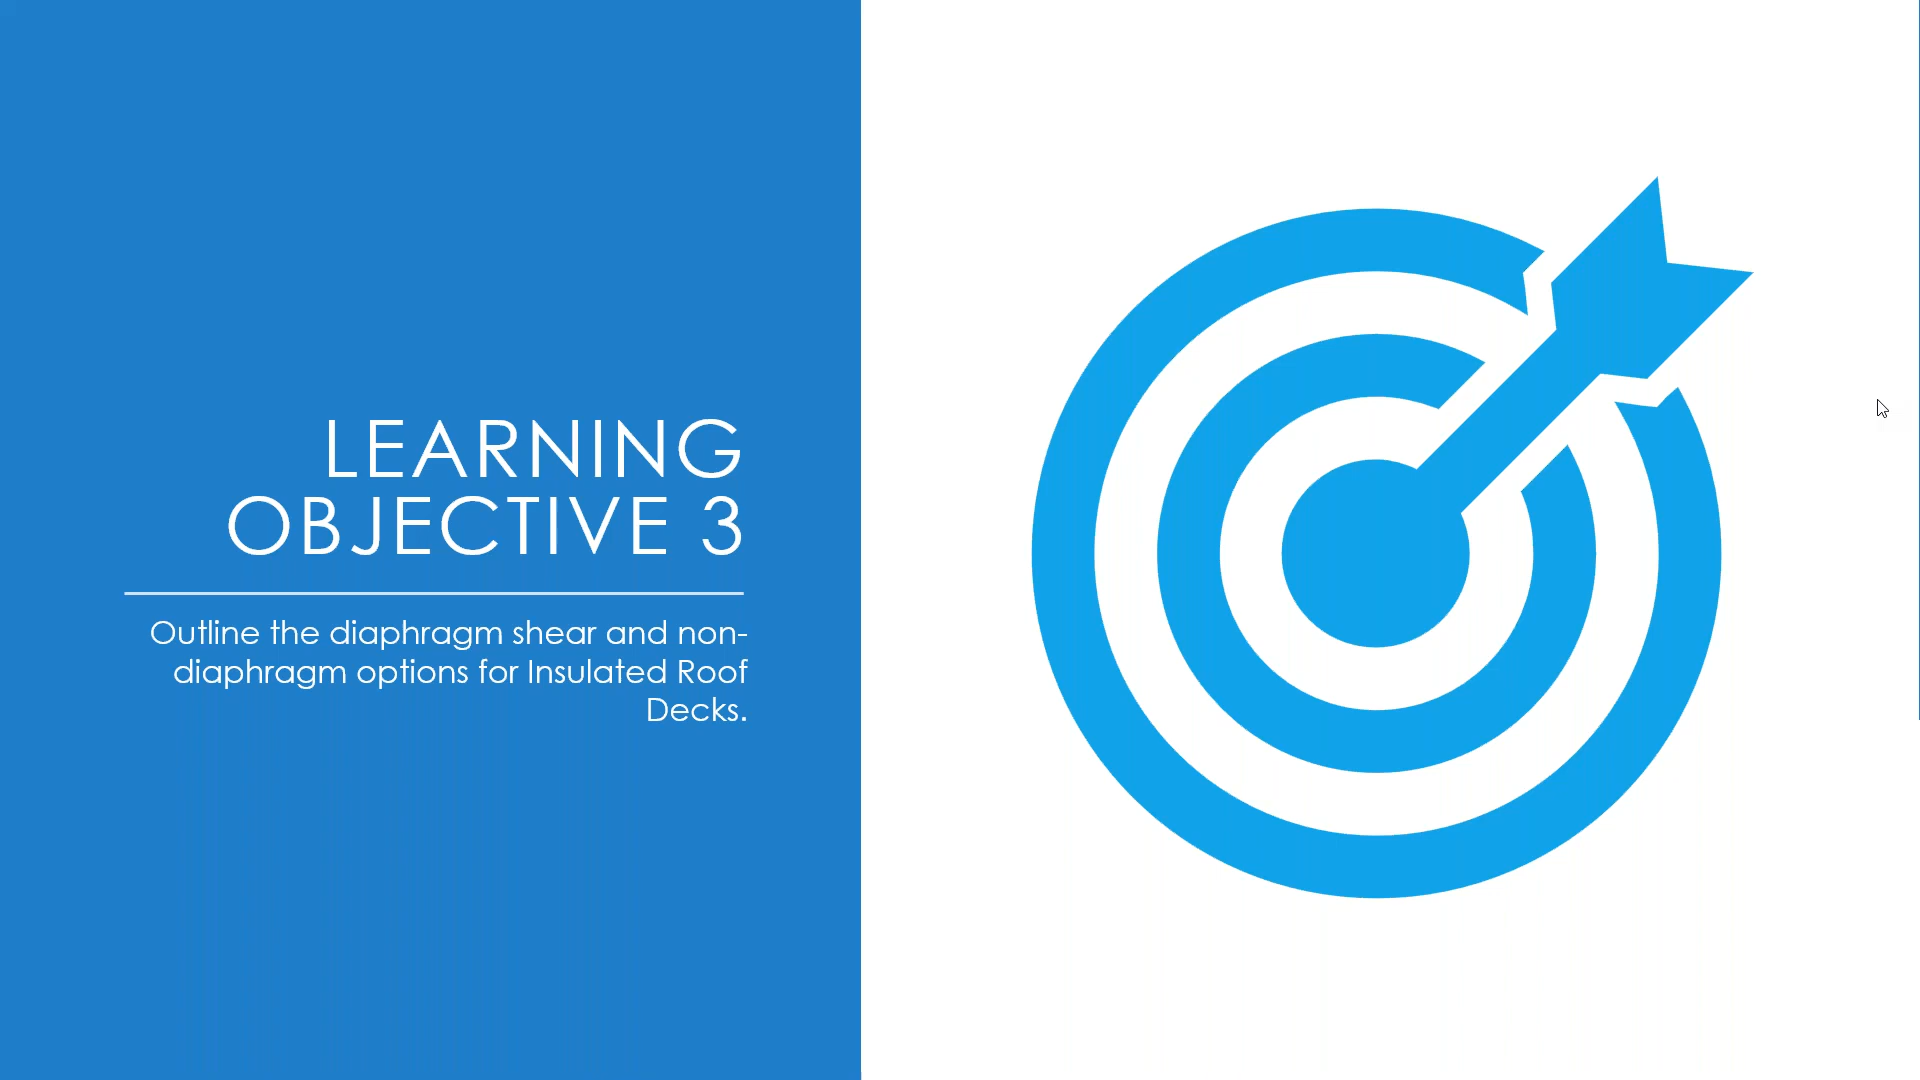 LEARNING
OBJECTIVE 3
Outline the diaphragm shear and non-
diaphragm options for Insulated Roof
Decks.